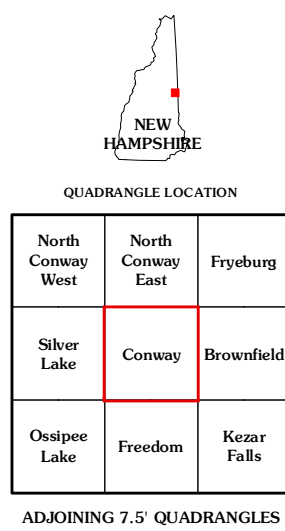 NEW
HAMPSHIRE
QUADRANGLE LOCATION
North
Conway
West
North
Conway
East
Fryeburg
Silver
Lake
Conway
Brownfield
Ossipee
Lake
Freedom
Kezar
Falls
ADJOINING 7.5' QUADRANGLES